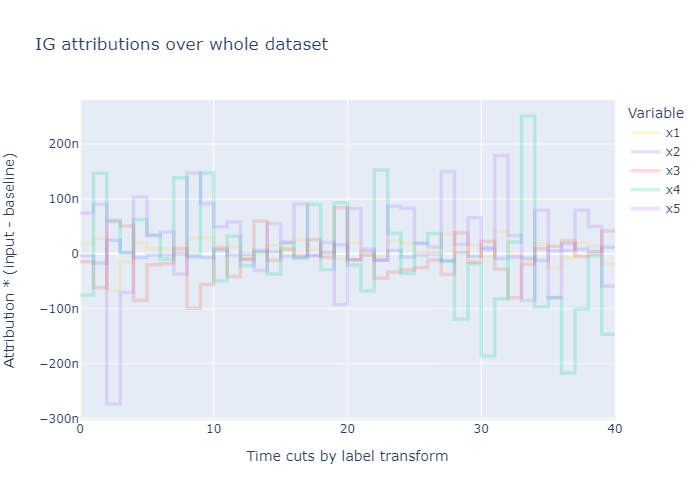 IG attributions over whole dataset
Variable
x1
x2
x3
x4
x5
Attribution * (input - baseline)
200n
100n
0
−100n
−200n
−300n
0 10 20 30 40
Time cuts by label transform